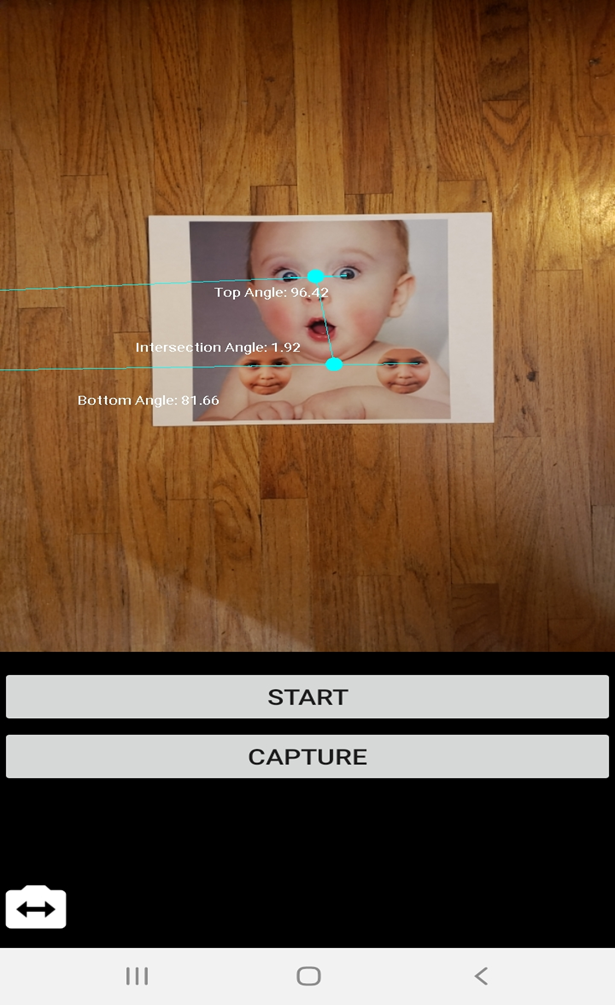 Top Angle: 96.42
Intersection Angle: 1.92
Bottom Angle: 81.66
START
CAPTURE